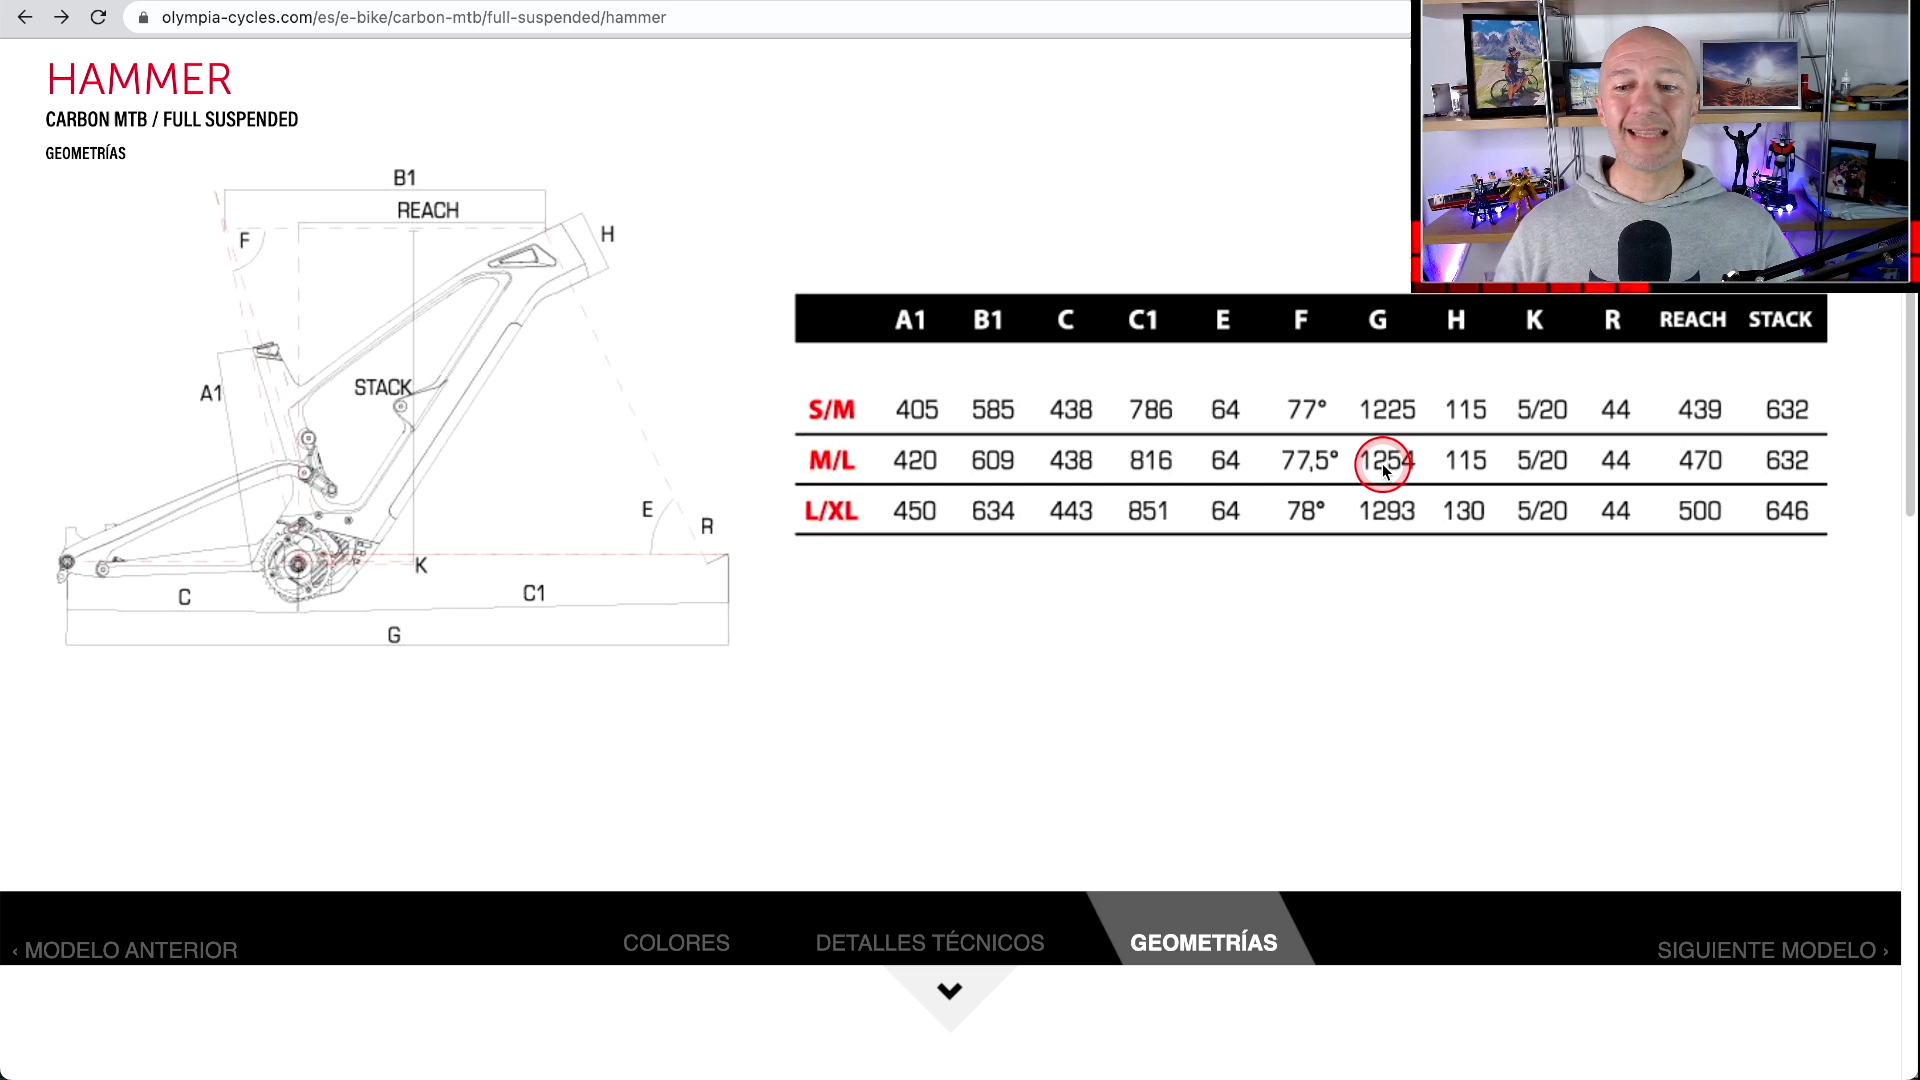 olympia-cycles.com/es/e-bike/carbon-mtb/full-suspended/hammer
HAMMER
CARBON MTB / FULL SUSPENDED
GEOMETRÍAS
B1
REACH
F
H
A1
STACK
E
R
K
C
C1
G
A1 B1 C C1 E F G H K R REACH STACK
S/M 405 585 438 786 64 77° 1225 115 5/20 44 439 632
M/L 420 609 438 816 64 77,5° 1254 115 5/20 44 470 632
L/XL 450 634 443 851 64 78° 1293 130 5/20 44 500 646
‹ MODELO ANTERIOR
COLORES
DETALLES TÉCNICOS
GEOMETRÍAS
SIGUIENTE MODELO ›